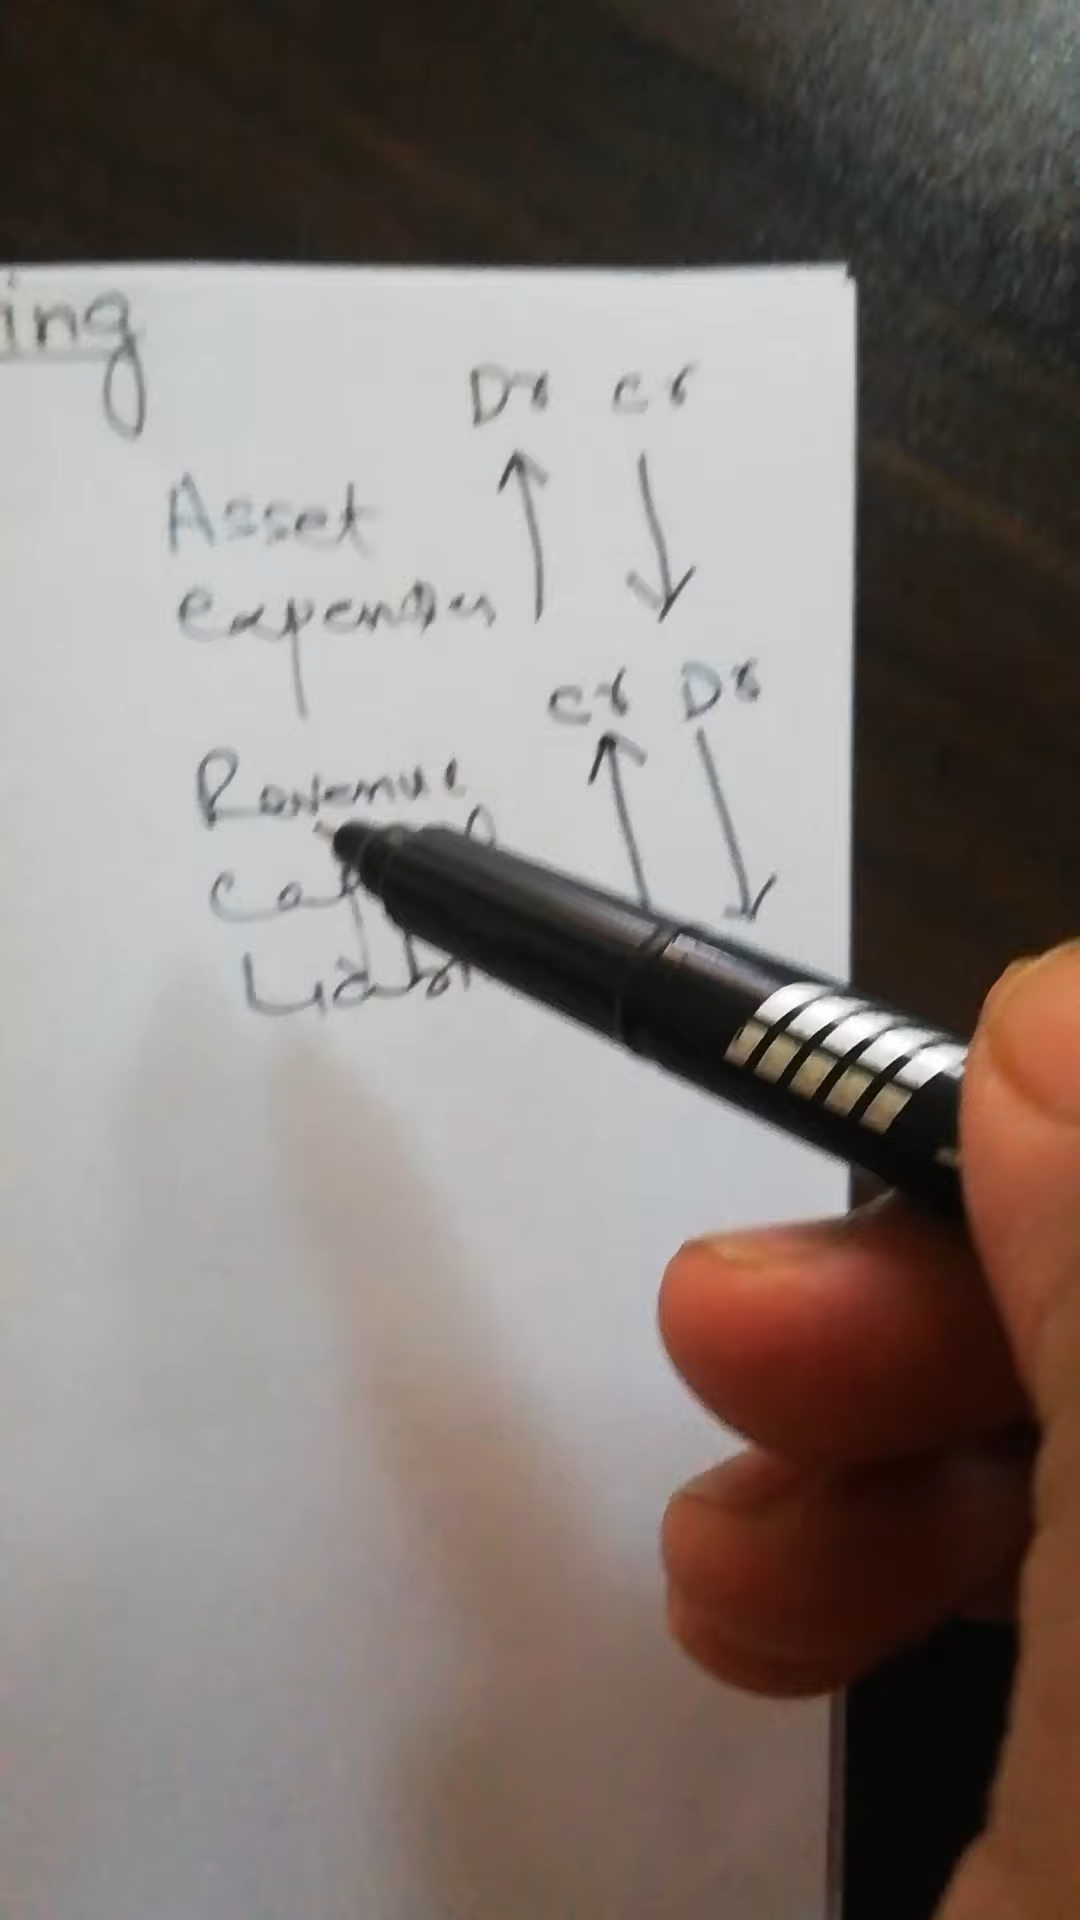 ing
Dr Cr
↑ ↓
Asset
expenses
Cr Dr
↑ ↓
Revenue